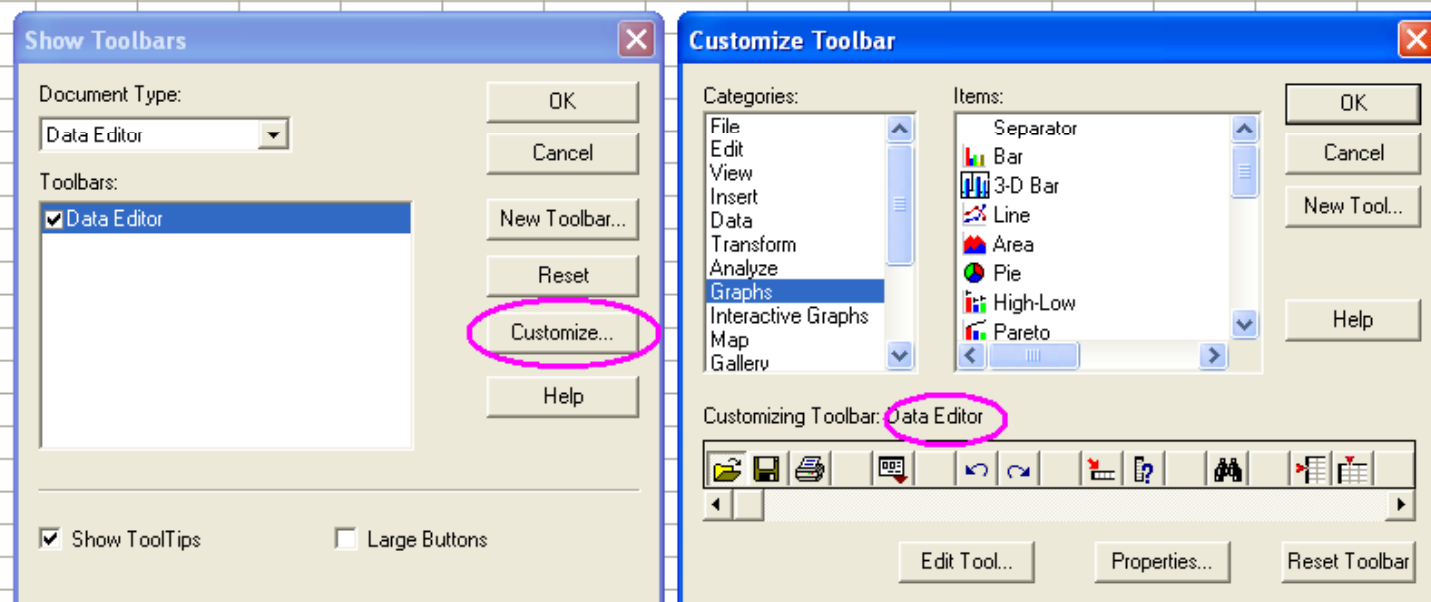 Show Toolbars
Document Type:
Data Editor
Toolbars:
Data Editor
OK
Cancel
New Toolbar...
Reset
Customize...
Help
Show ToolTips
Large Buttons
Customize Toolbar
Categories:
File
Edit
View
Insert
Data
Transform
Analyze
Graphs
Interactive Graphs
Map
Gallery
Items:
Separator
Bar
3-D Bar
Line
Area
Pie
High-Low
Pareto
OK
Cancel
New Tool...
Help
Customizing Toolbar: Data Editor
Edit Tool...
Properties...
Reset Toolbar